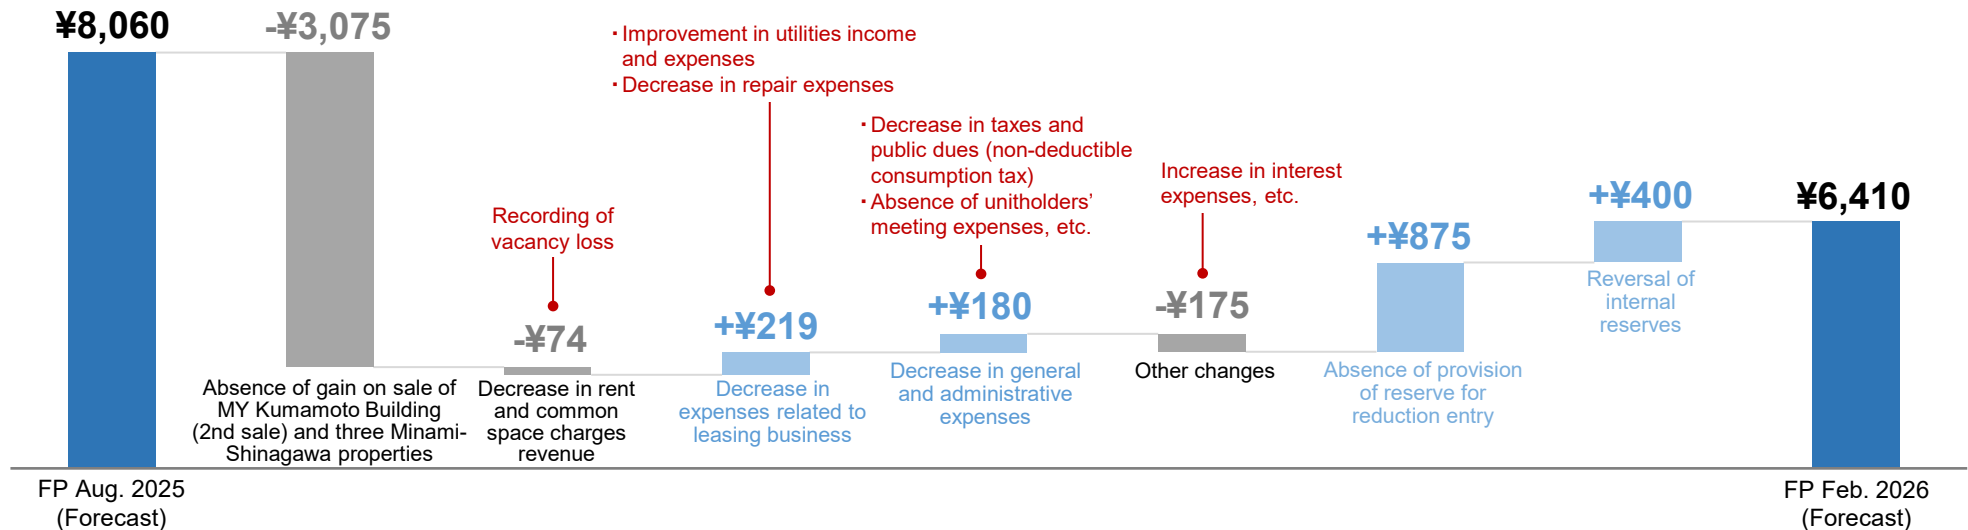 ¥8,060
-¥3,075
・Improvement in utilities income
and expenses
・Decrease in repair expenses
・Decrease in taxes and
public dues (non-deductible
consumption tax)
・Absence of unitholders’
meeting expenses, etc.
Increase in interest
expenses, etc.
Recording of
vacancy loss
-¥74
+¥219
+¥180
-¥175
+¥875
+¥400
¥6,410
Absence of gain on sale of
MY Kumamoto Building
(2nd sale) and three Minami-
Shinagawa properties
Decrease in rent
and common
space charges
revenue
Decrease in
expenses related to
leasing business
Decrease in general
and administrative
expenses
Other changes
Absence of provision
of reserve for
reduction entry
Reversal of
internal
reserves
FP Aug. 2025
(Forecast)
FP Feb. 2026
(Forecast)